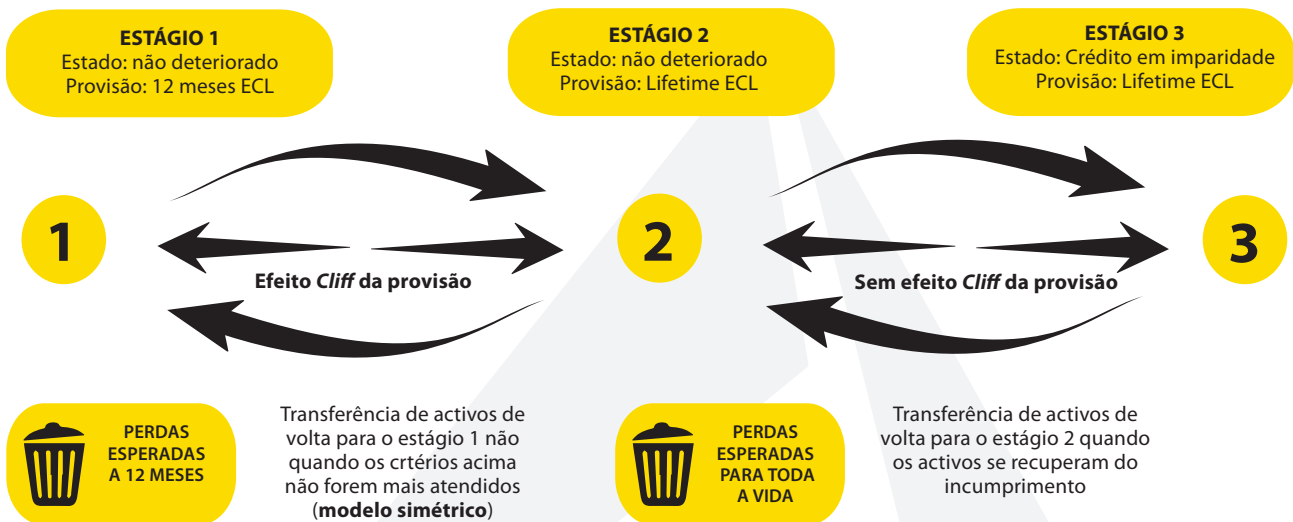 ESTÁGIO 1
Estado: não deteriorado
Provisão: 12 meses ECL
ESTÁGIO 2
Estado: não deteriorado
Provisão: Lifetime ECL
ESTÁGIO 3
Estado: Crédito em imparidade
Provisão: Lifetime ECL
1
2
3
Efeito Cliff da provisão
Sem efeito Cliff da provisão
PERDAS
ESPERADAS
A 12 MESES
Transferência de activos de
volta para o estágio 1 não
quando os crtérios acima
não forem mais atendidos
(modelo simétrico)
PERDAS
ESPERADAS
PARA TODA
A VIDA
Transferência de activos de
volta para o estágio 2 quando
os activos se recuperam do
incumprimento